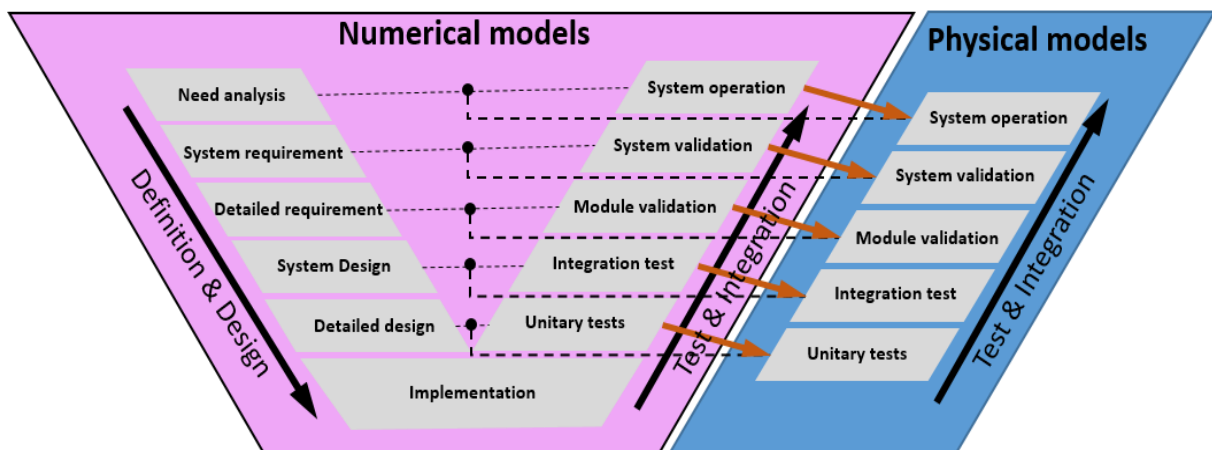 Numerical models
Physical models
Need analysis
System requirement
Detailed requirement
System Design
Detailed design
Implementation
Definition & Design
System operation
System validation
Module validation
Integration test
Unitary tests
Test & Integration
System operation
System validation
Module validation
Integration test
Unitary tests
Test & Integration